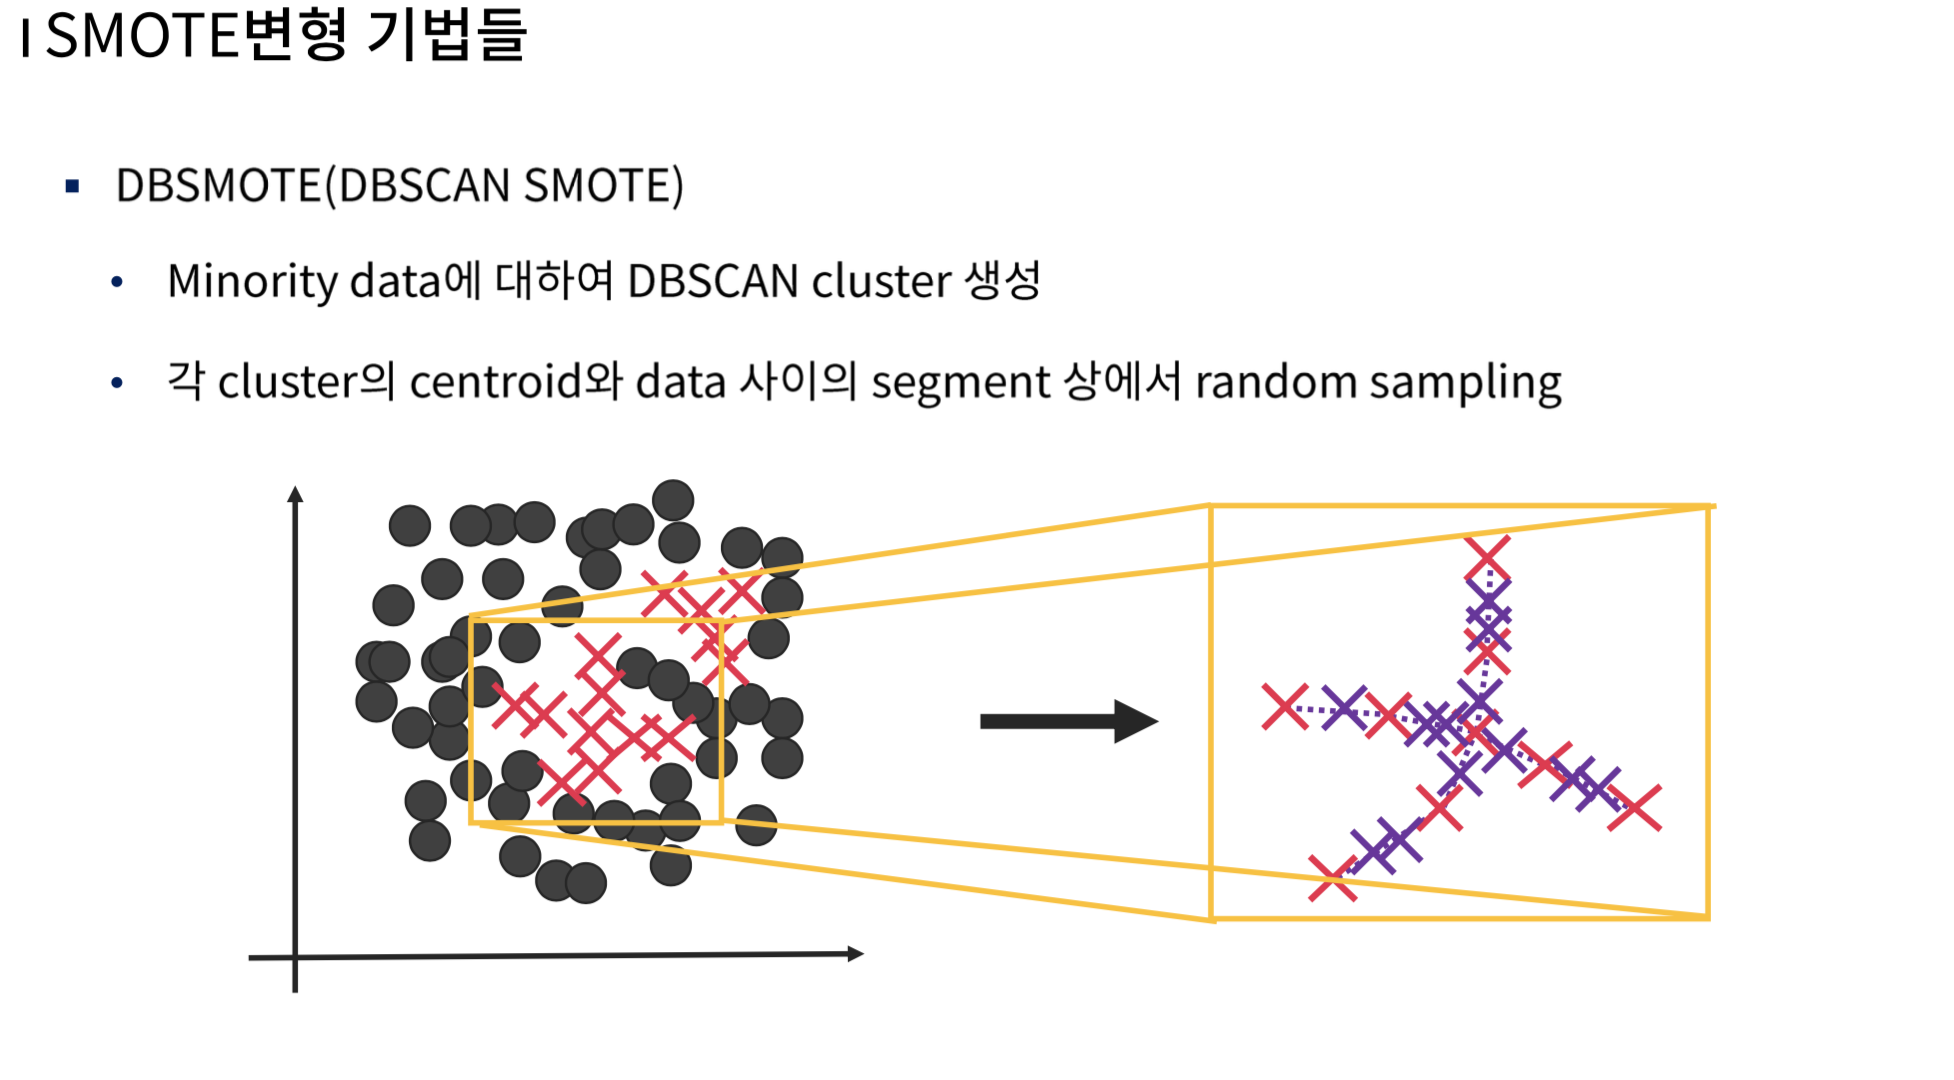 I SMOTE변형 기법들
▪ DBSMOTE(DBSCAN SMOTE)
• Minority data에 대하여 DBSCAN cluster 생성
• 각 cluster의 centroid와 data 사이의 segment 상에서 random sampling